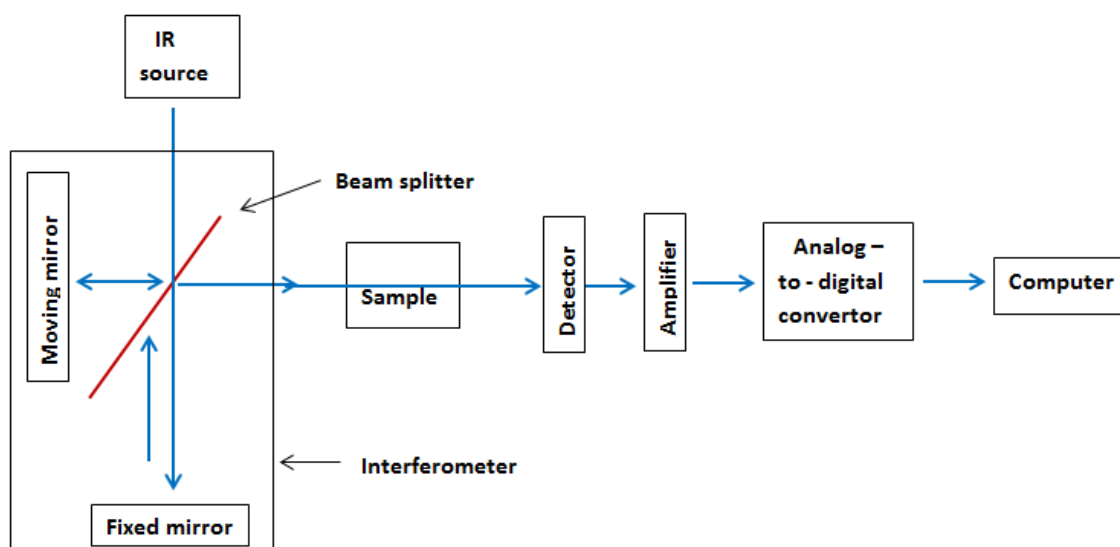 IR
source
Beam splitter
Moving mirror
Sample
Detector
Amplifier
Analog –
to - digital
convertor
Computer
Interferometer
Fixed mirror